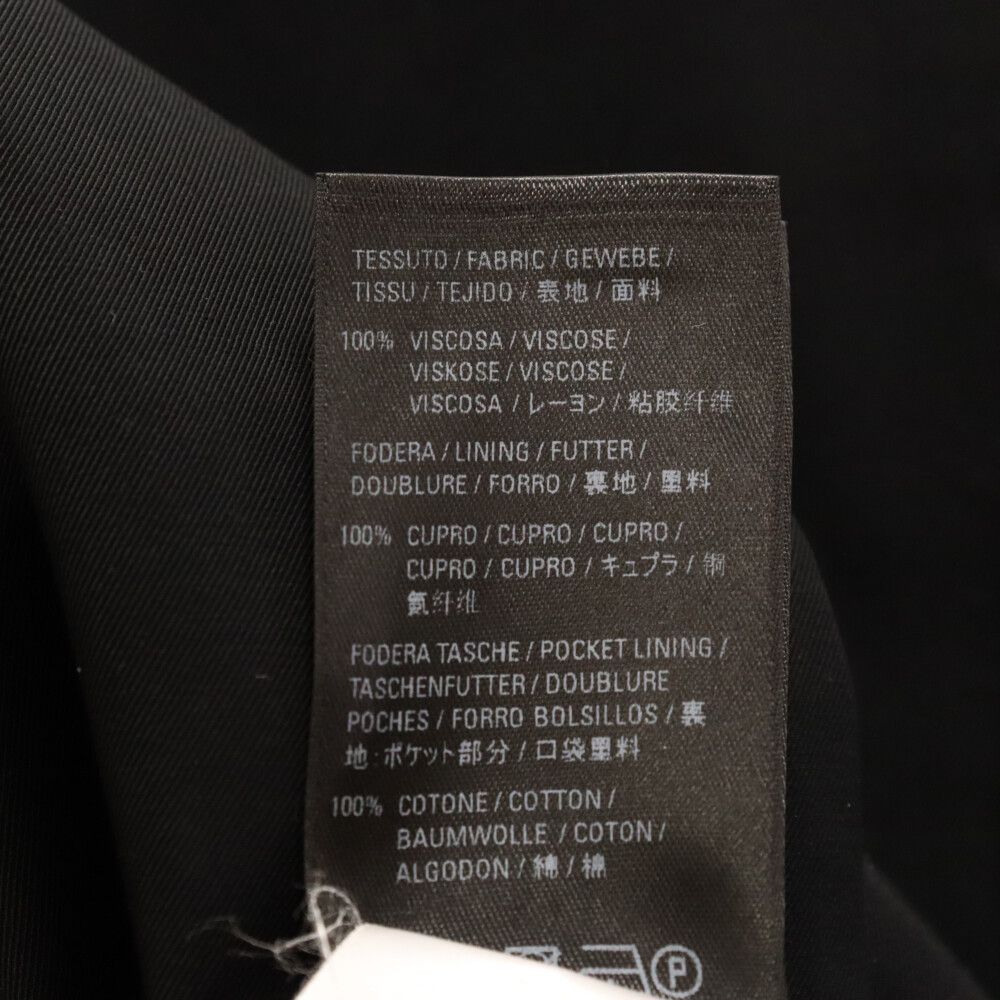 TESSUTO / FABRIC / GEWEBE /
TISSU / TEJIDO / 表地 / 面料
100% VISCOSA / VISCOSE /
VISKOSE / VISCOSE /
VISCOSA / レーヨン / 粘胶纤维
FODERA / LINING / FUTTER /
DOUBLURE / FORRO / 裏地 / 里料
100% CUPRO / CUPRO / CUPRO /
CUPRO / CUPRO / キュプラ / 铜
氨纤维
FODERA TASCHE / POCKET LINING /
TASCHENFUTTER / DOUBLURE
POCHES / FORRO BOLSILLOS / 裏
地:ポケット部分 / 口袋里料
100% COTONE / COTTON /
BAUMWOLLE / COTON /
ALGODON / 綿 / 棉
P